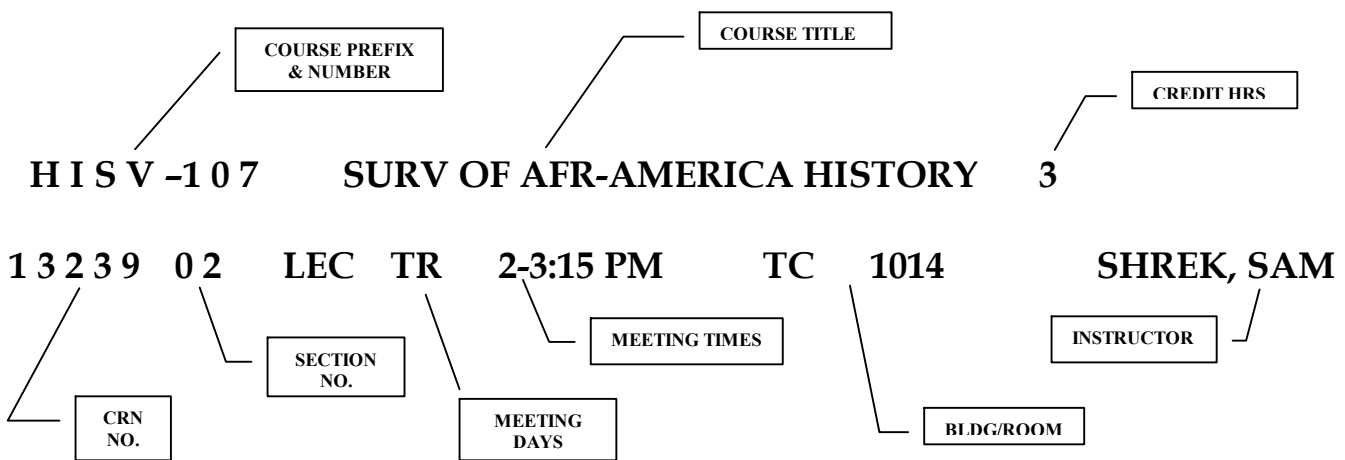 COURSE PREFIX
& NUMBER
COURSE TITLE
CREDIT HRS
H I S V –1 0 7 SURV OF AFR-AMERICA HISTORY 3
1 3 2 3 9 0 2 LEC TR 2-3:15 PM TC 1014 SHREK, SAM
MEETING TIMES
INSTRUCTOR
SECTION
NO.
CRN
NO.
MEETING
DAYS
BLDG/ROOM